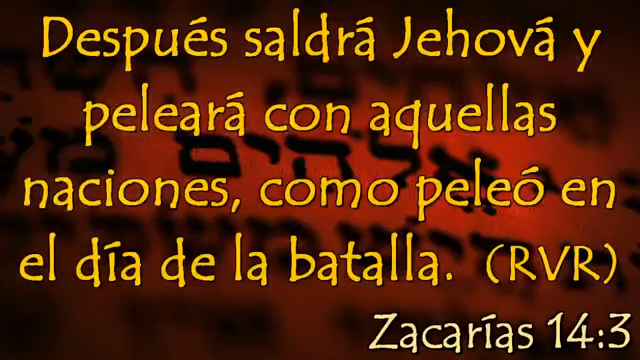 Después saldrá Jehová y
peleará con aquellas
naciones, como peleó en
el día de la batalla. (RVR)
Zacarías 14:3
אלהים